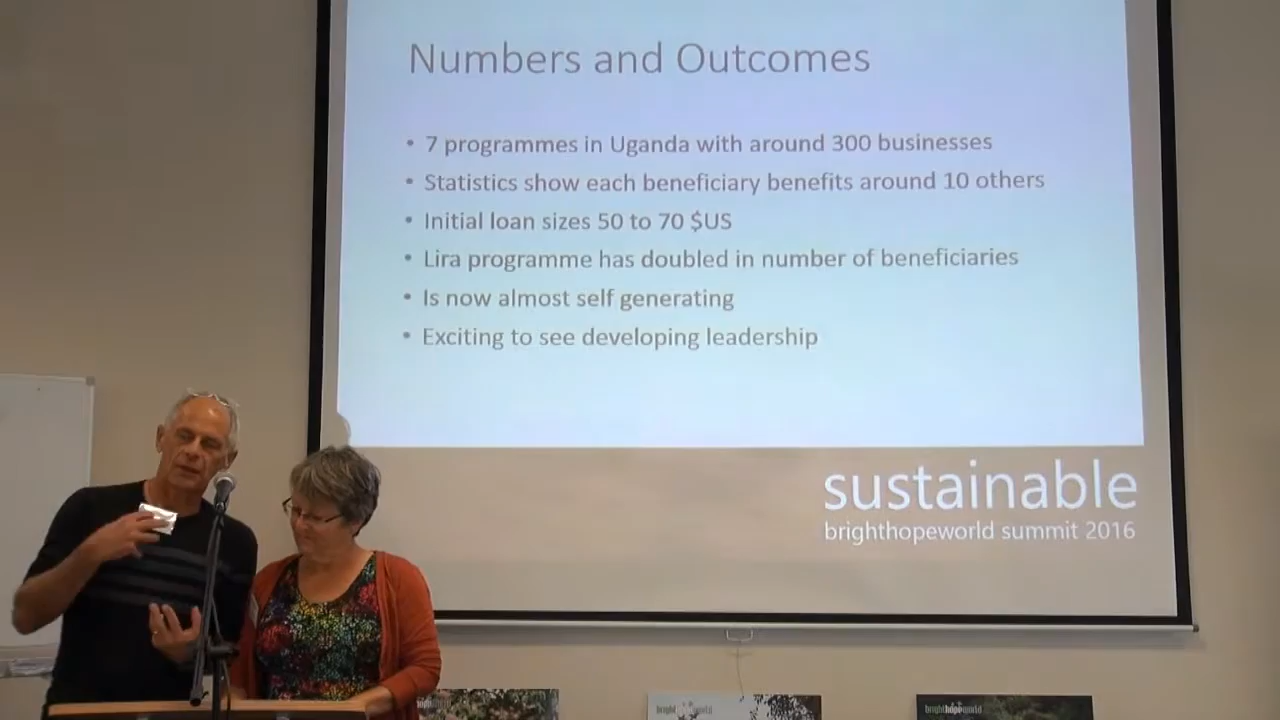 Numbers and Outcomes
• 7 programmes in Uganda with around 300 businesses
• Statistics show each beneficiary benefits around 10 others
• Initial loan sizes 50 to 70 $US
• Lira programme has doubled in number of beneficiaries
• Is now almost self generating
• Exciting to see developing leadership
sustainable
brighthopeworld summit 2016
brighthopeworld